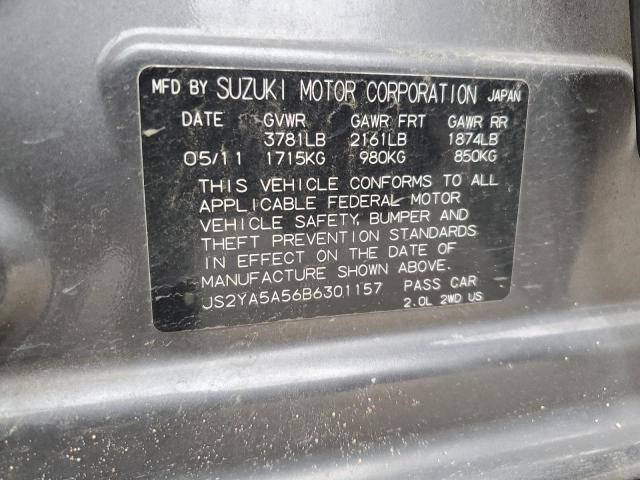 MFD BY SUZUKI MOTOR CORPORATION JAPAN
DATE GVWR GAWR FRT GAWR RR
3781LB 2161LB 1874LB
05/11 1715KG 980KG 850KG
THIS VEHICLE CONFORMS TO ALL
APPLICABLE FEDERAL MOTOR
VEHICLE SAFETY, BUMPER AND
THEFT PREVENTION STANDARDS
IN EFFECT ON THE DATE OF
MANUFACTURE SHOWN ABOVE.
JS2YA5A56B6301157 PASS CAR
2.0L 2WD US